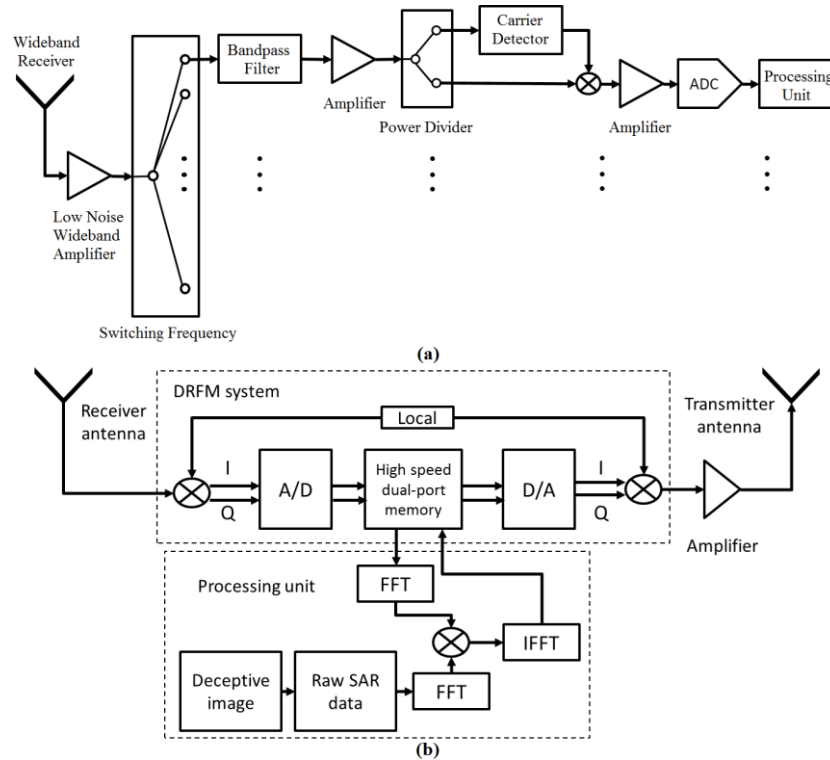 Wideband
Receiver
Bandpass
Filter
Amplifier
Carrier
Detector
Power Divider
Amplifier
ADC
Processing
Unit
Low Noise
Wideband
Amplifier
Switching Frequency
(a)
DRFM system
Receiver
antenna
Local
Transmitter
antenna
I
Q
A/D
High speed
dual-port
memory
D/A
I
Q
Amplifier
Processing unit
FFT
IFFT
Deceptive
image
Raw SAR
data
FFT
(b)